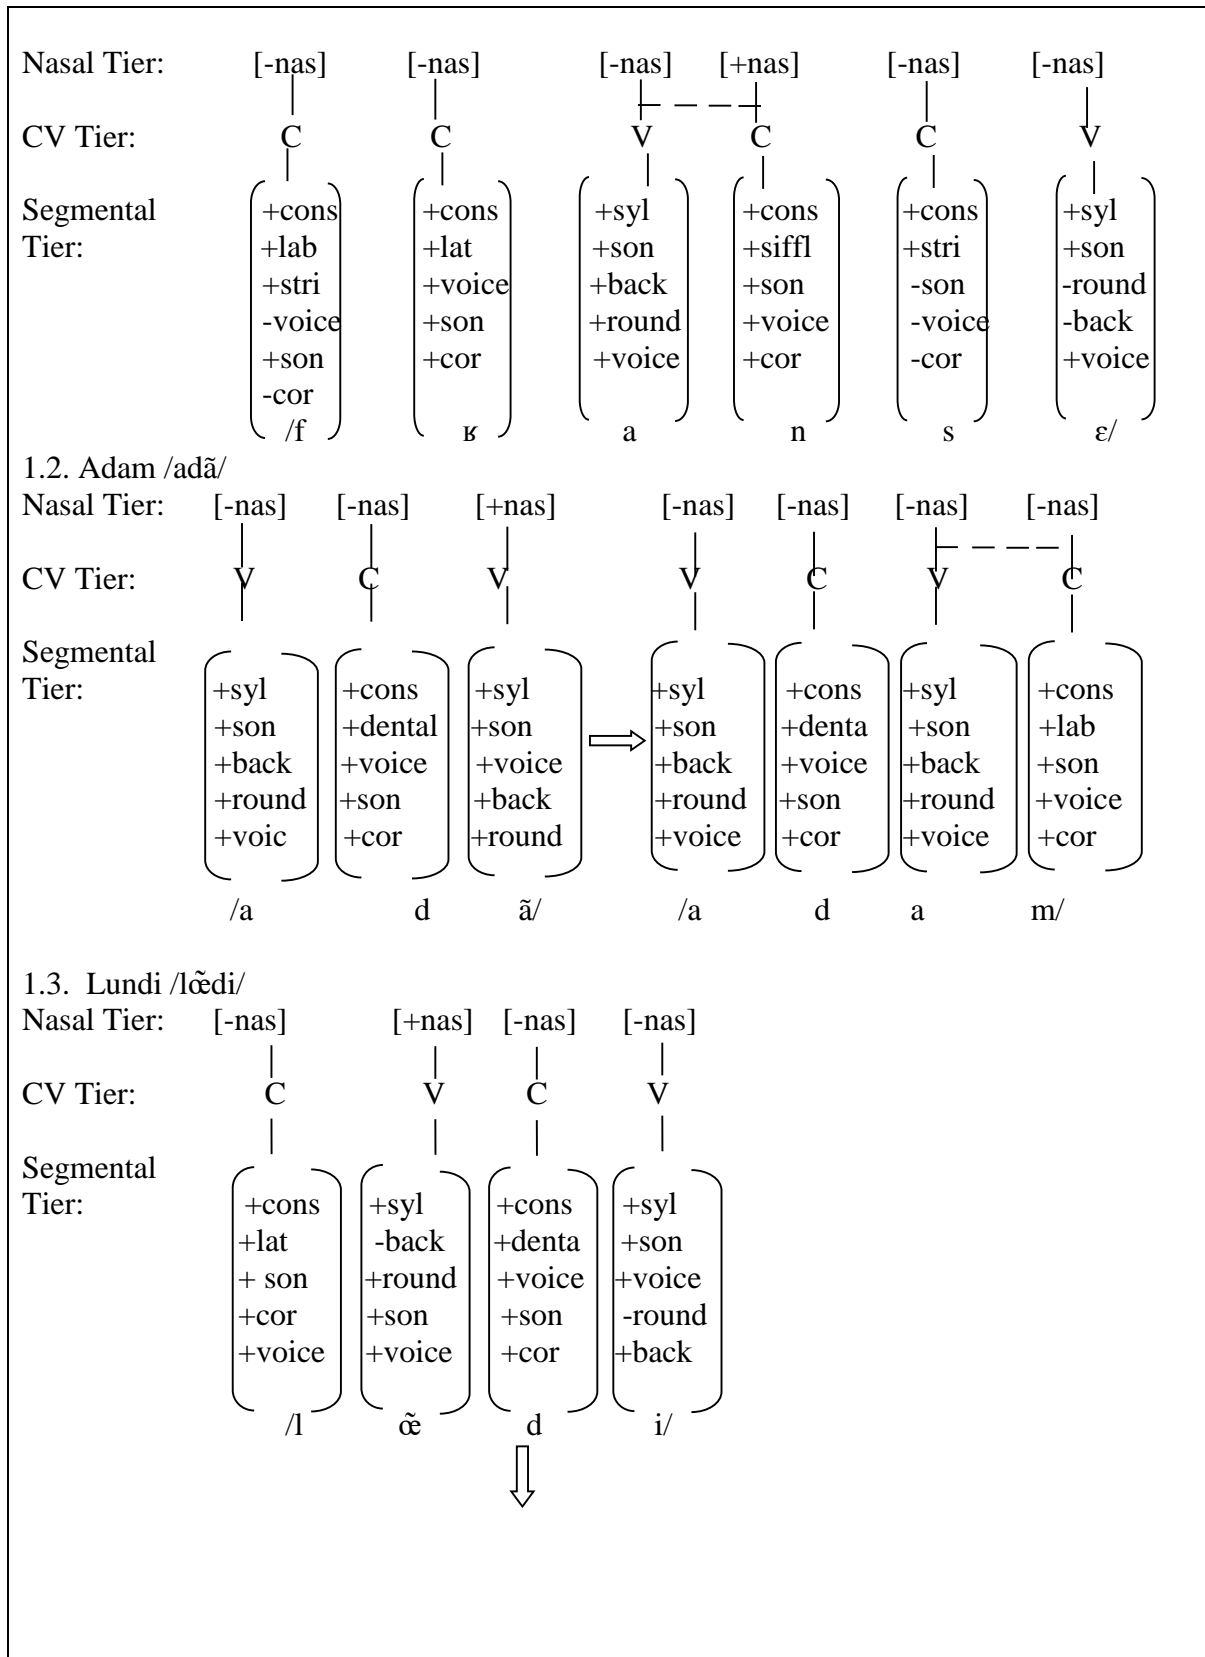 Nasal Tier: [-nas] [-nas] [-nas] [+nas] [-nas] [-nas]
CV Tier: C C V C C V
Segmental +cons +cons +syl +cons +cons +syl
Tier: +lab +lat +son +siffl +stri +son
+stri +voice +back +son -son -round
-voice +son +round +voice -voice -back
+son +cor +voice +cor -cor +voice
-cor
/f ʁ a n s ɛ/
1.2. Adam /adã/
Nasal Tier: [-nas] [-nas] [+nas] [-nas] [-nas] [-nas] [-nas]
CV Tier: V C V V C V C
Segmental
Tier: +syl +cons +syl +syl +cons +syl +cons
+son +dental +son +son +denta +son +lab
+back +voice +voice +back +voice +back +son
+round +son +back +round +son +round +voice
+voic +cor +round +voice +cor +voice +cor
/a d ã/ /a d a m/
1.3. Lundi /lœ̃di/
Nasal Tier: [-nas] [+nas] [-nas] [-nas]
CV Tier: C V C V
Segmental
Tier: +cons +syl +cons +syl
+lat -back +denta +son
+ son +round +voice +voice
+cor +son +son -round
+voice +voice +cor +back
/l œ̃ d i/